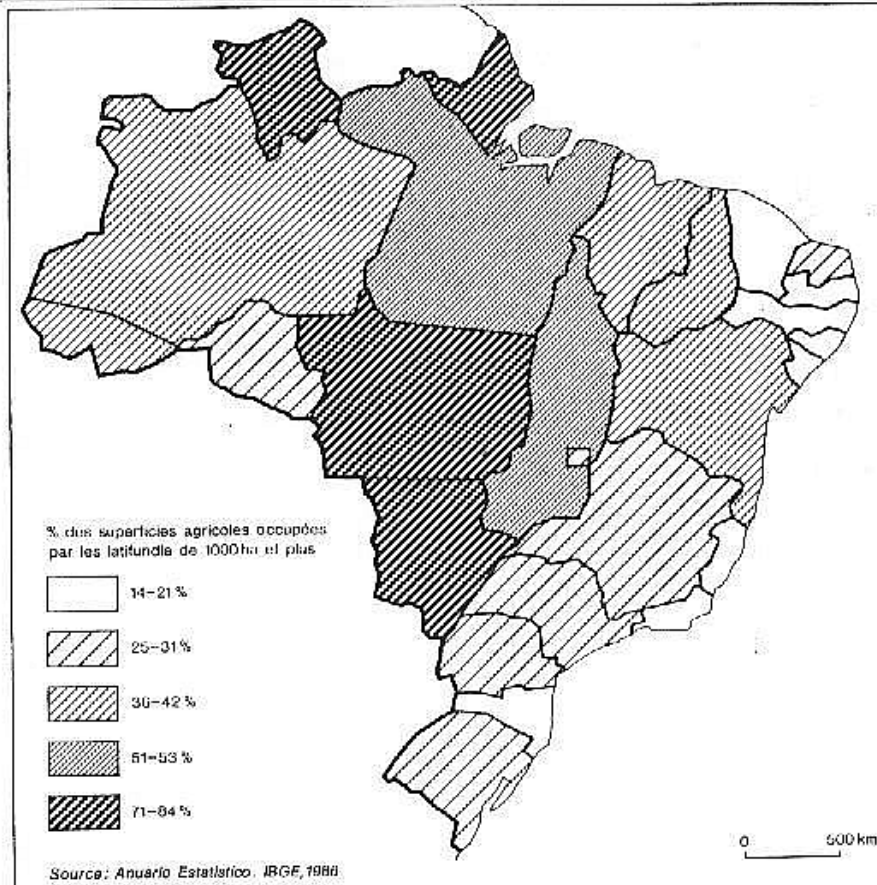 % des superficies agricoles occupées
par les latifundia de 1000 ha et plus
14–21 %
25–31 %
36–42 %
51–53 %
71–84 %
0 500 km
Source: Anuario Estatistico. IBGE, 1986